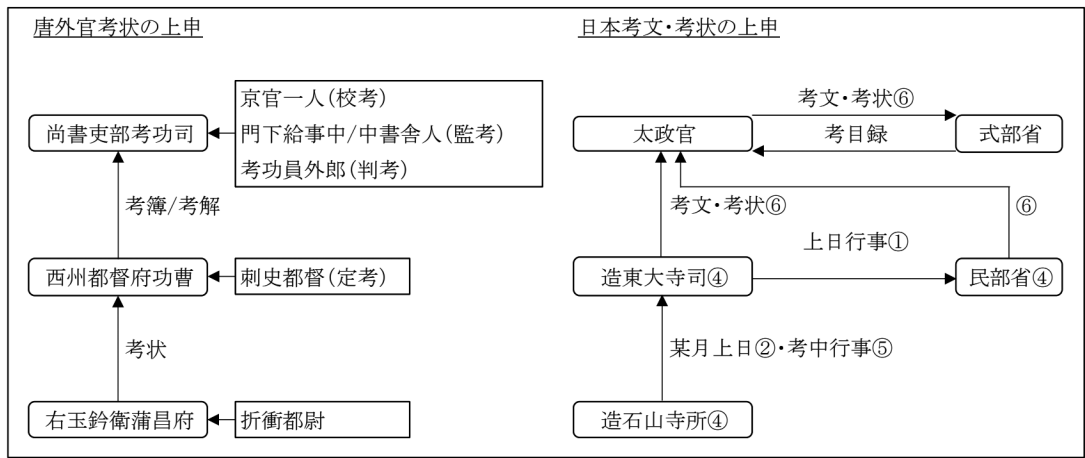 唐外官考状の上申
京官一人(校考)
門下給事中/中書舎人(監考)
考功員外郎(判考)
尚書吏部考功司
考簿/考解
西州都督府功曹
刺史都督(定考)
考状
右玉鈐衛蒲昌府
折衝都尉
日本考文・考状の上申
考文・考状⑥
太政官
式部省
考目録
考文・考状⑥
⑥
上日行事①
造東大寺司④
民部省④
某月上日②・考中行事⑤
造石山寺所④